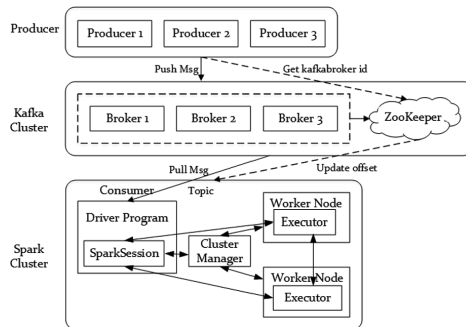 Producer
Producer 1 Producer 2 Producer 3
Push Msg
Get kafkabroker id
Kafka
Cluster
Broker 1 Broker 2 Broker 3
ZooKeeper
Pull Msg
Update offset
Consumer
Topic
Spark
Cluster
Driver Program
SparkSession
Cluster
Manager
Worker Node
Executor
Worker Node
Executor